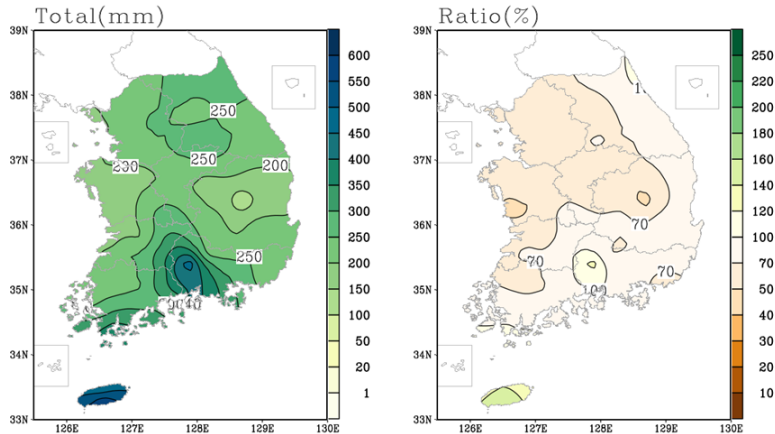 Total(mm)
Ratio(%)
39N
38N
37N
36N
35N
34N
33N
126E
127E
128E
129E
130E
250
250
200
200
250
600
550
500
450
400
350
300
250
200
150
100
50
20
1
39N
38N
37N
36N
35N
34N
33N
126E
127E
128E
129E
130E
70
70
70
100
250
220
200
180
160
140
120
100
70
50
40
30
20
10